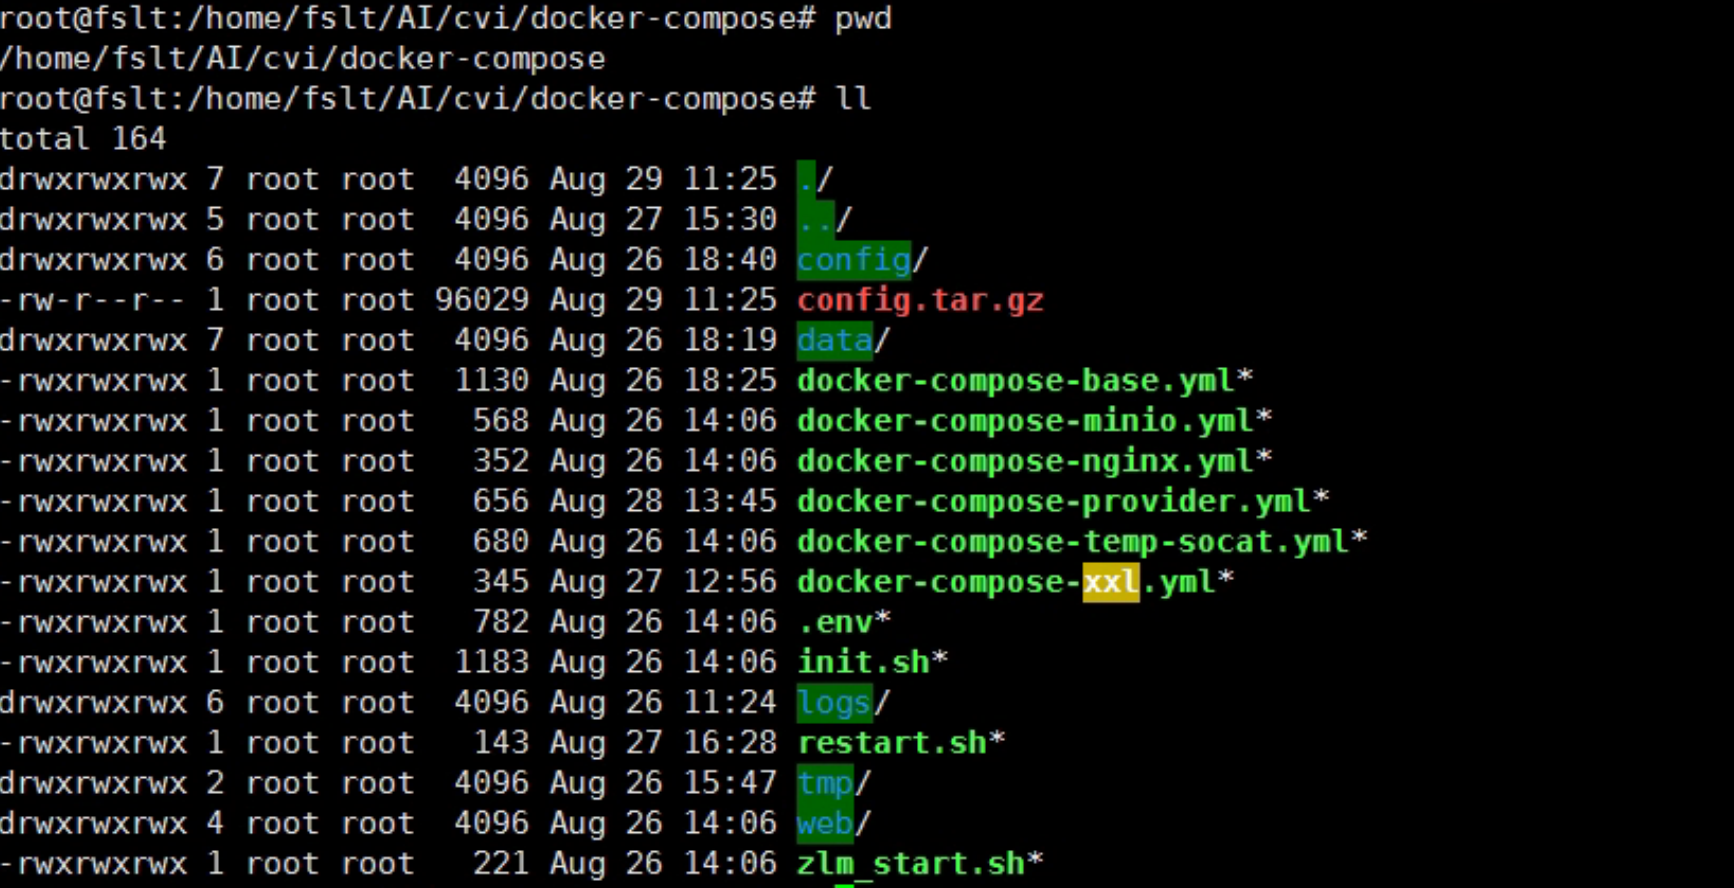 root@fslt:/home/fslt/AI/cvi/docker-compose# pwd
/home/fslt/AI/cvi/docker-compose
root@fslt:/home/fslt/AI/cvi/docker-compose# ll
total 164
drwxrwxrwx 7 root root  4096 Aug 29 11:25 ./
drwxrwxrwx 5 root root  4096 Aug 27 15:30 ../
drwxrwxrwx 6 root root  4096 Aug 26 18:40 config/
-rw-r--r-- 1 root root 96029 Aug 29 11:25 config.tar.gz
drwxrwxrwx 7 root root  4096 Aug 26 18:19 data/
-rwxrwxrwx 1 root root  1130 Aug 26 18:25 docker-compose-base.yml*
-rwxrwxrwx 1 root root   568 Aug 26 14:06 docker-compose-minio.yml*
-rwxrwxrwx 1 root root   352 Aug 26 14:06 docker-compose-nginx.yml*
-rwxrwxrwx 1 root root   656 Aug 28 13:45 docker-compose-provider.yml*
-rwxrwxrwx 1 root root   680 Aug 26 14:06 docker-compose-temp-socat.yml*
-rwxrwxrwx 1 root root   345 Aug 27 12:56 docker-compose-xxl.yml*
-rwxrwxrwx 1 root root   782 Aug 26 14:06 .env*
-rwxrwxrwx 1 root root  1183 Aug 26 14:06 init.sh*
drwxrwxrwx 6 root root  4096 Aug 26 11:24 logs/
-rwxrwxrwx 1 root root   143 Aug 27 16:28 restart.sh*
drwxrwxrwx 2 root root  4096 Aug 26 15:47 tmp/
drwxrwxrwx 4 root root  4096 Aug 26 14:06 web/
-rwxrwxrwx 1 root root   221 Aug 26 14:06 zlm_start.sh*